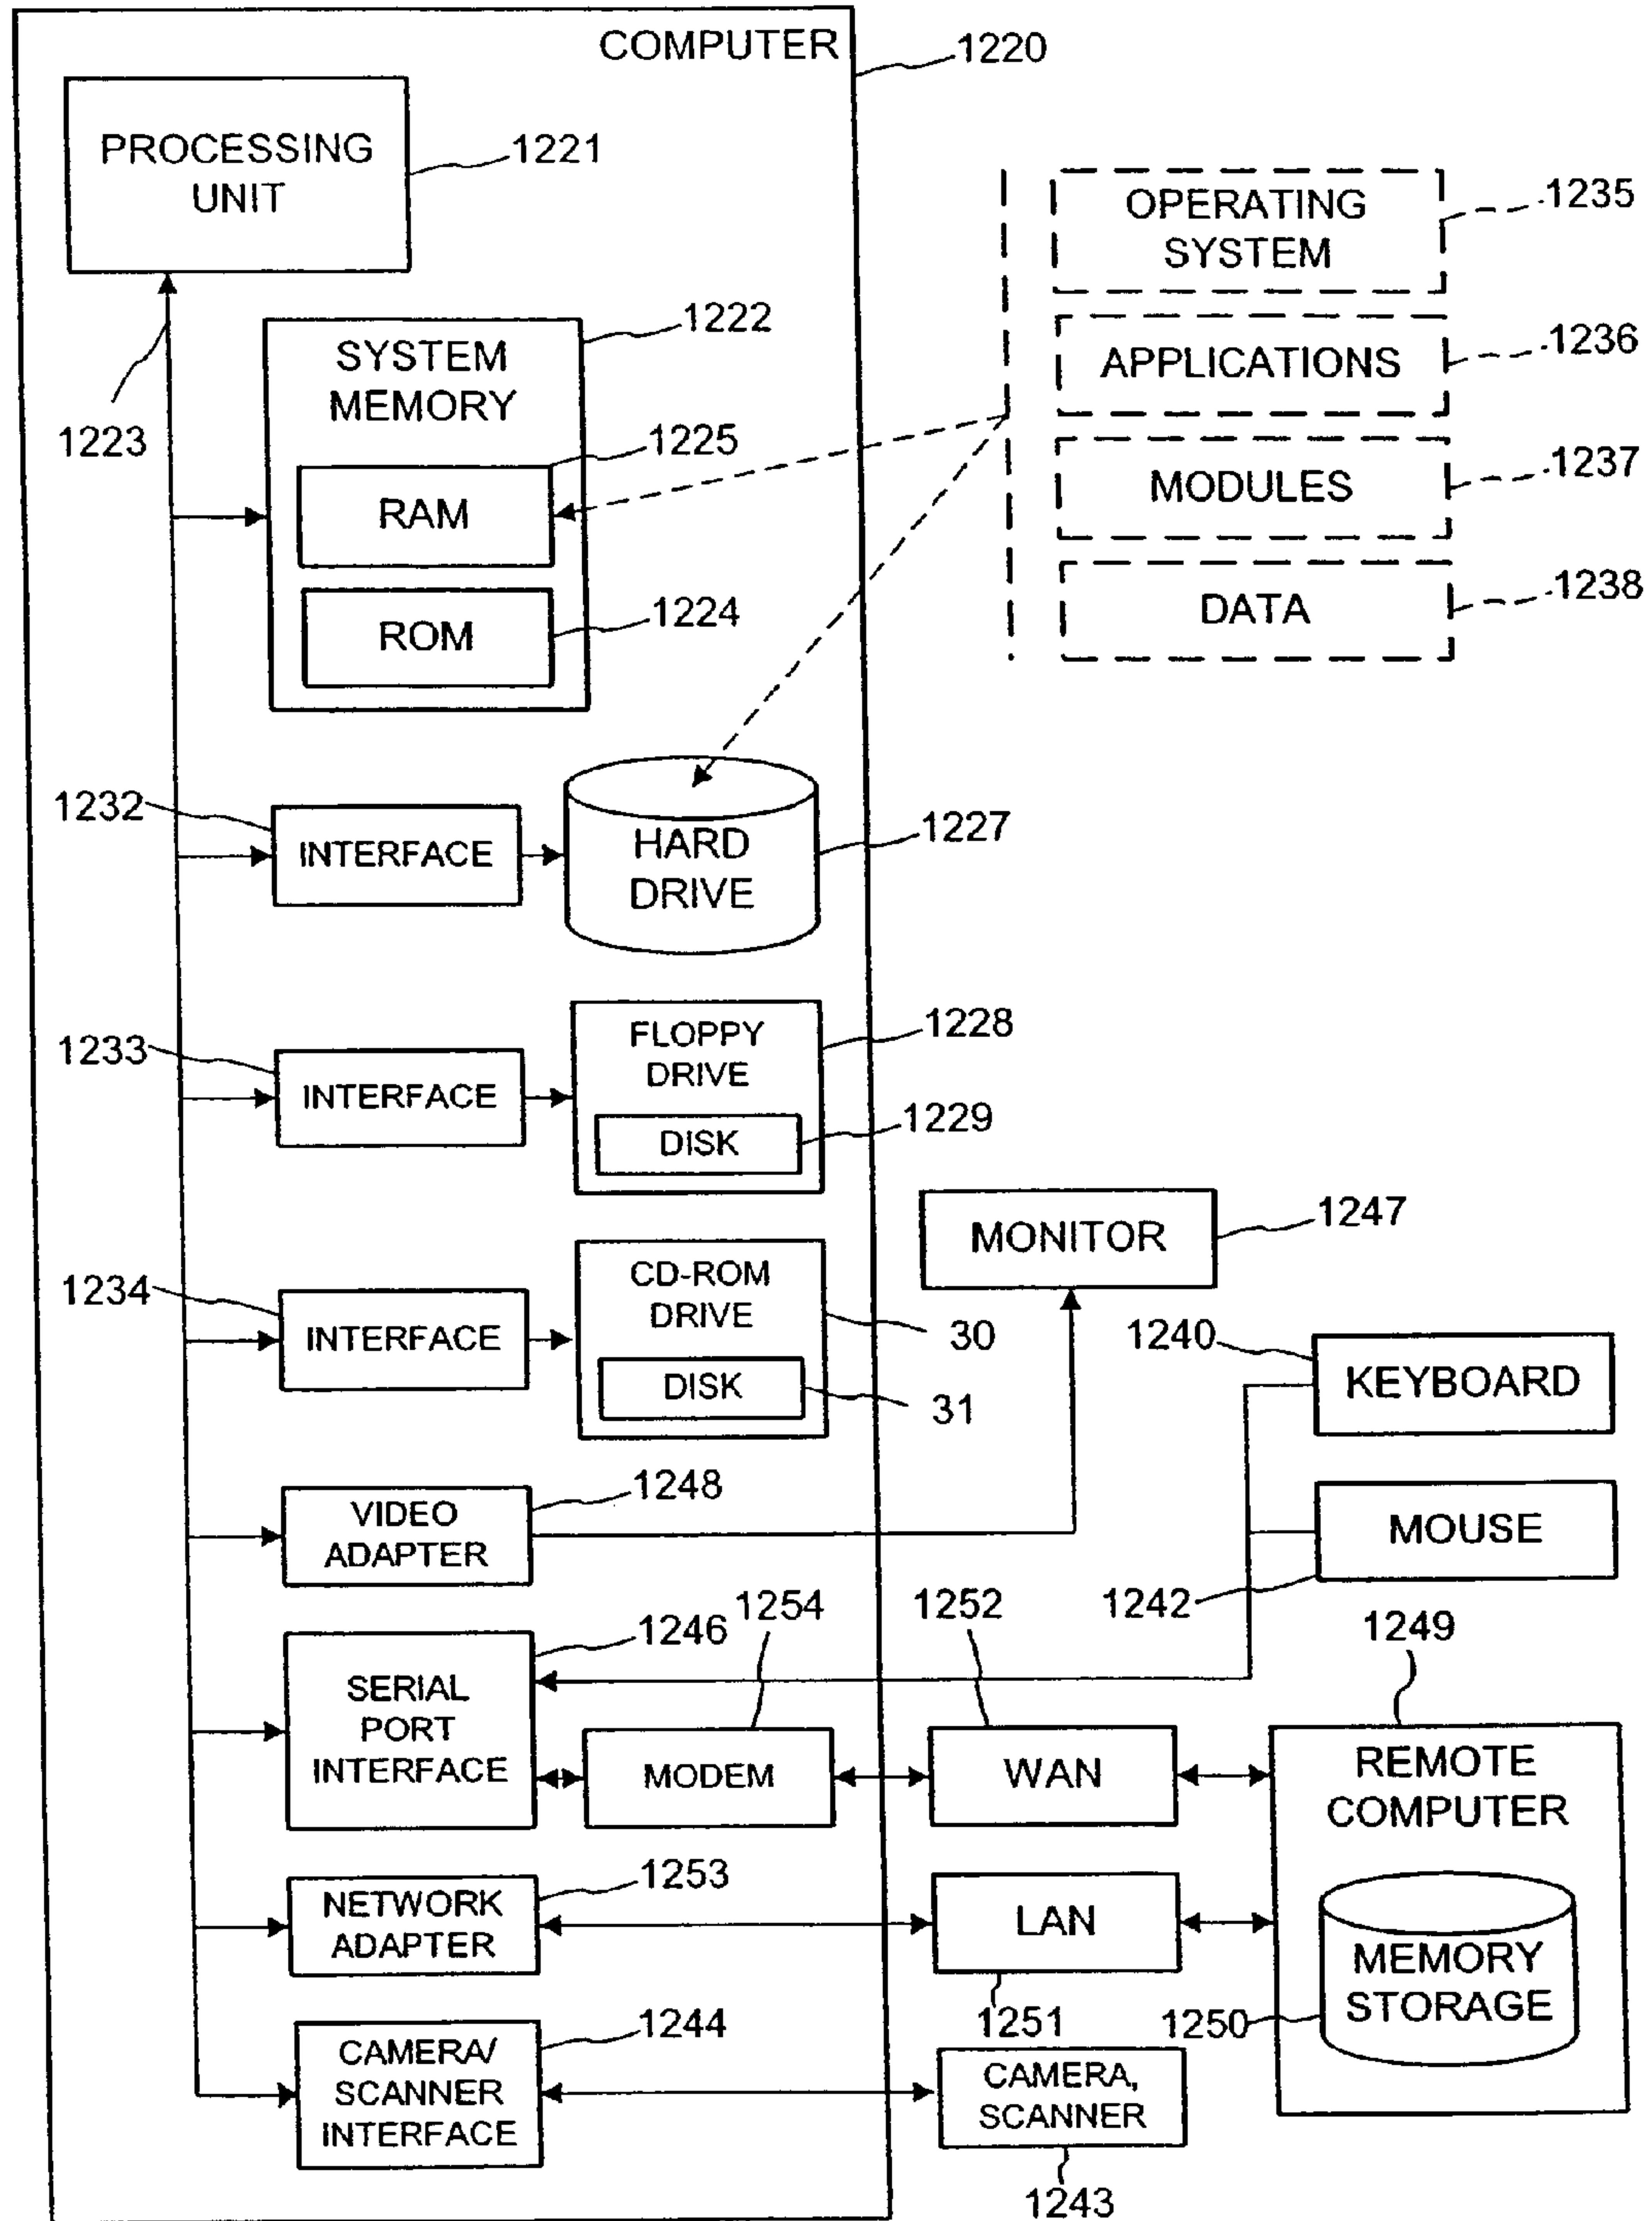 COMPUTER
1220
PROCESSING
UNIT
1221
1223
SYSTEM
MEMORY
1222
RAM
1225
ROM
1224
OPERATING
SYSTEM
1235
APPLICATIONS
1236
MODULES
1237
DATA
1238
1232
INTERFACE
HARD
DRIVE
1227
1233
INTERFACE
FLOPPY
DRIVE
1228
DISK
1229
1234
INTERFACE
CD-ROM
DRIVE
30
DISK
31
MONITOR
1247
1240
KEYBOARD
MOUSE
1242
VIDEO
ADAPTER
1248
SERIAL
PORT
INTERFACE
1246
1254
MODEM
1252
WAN
1249
REMOTE
COMPUTER
MEMORY
STORAGE
1250
NETWORK
ADAPTER
1253
LAN
1251
CAMERA/
SCANNER
INTERFACE
1244
CAMERA,
SCANNER
1243